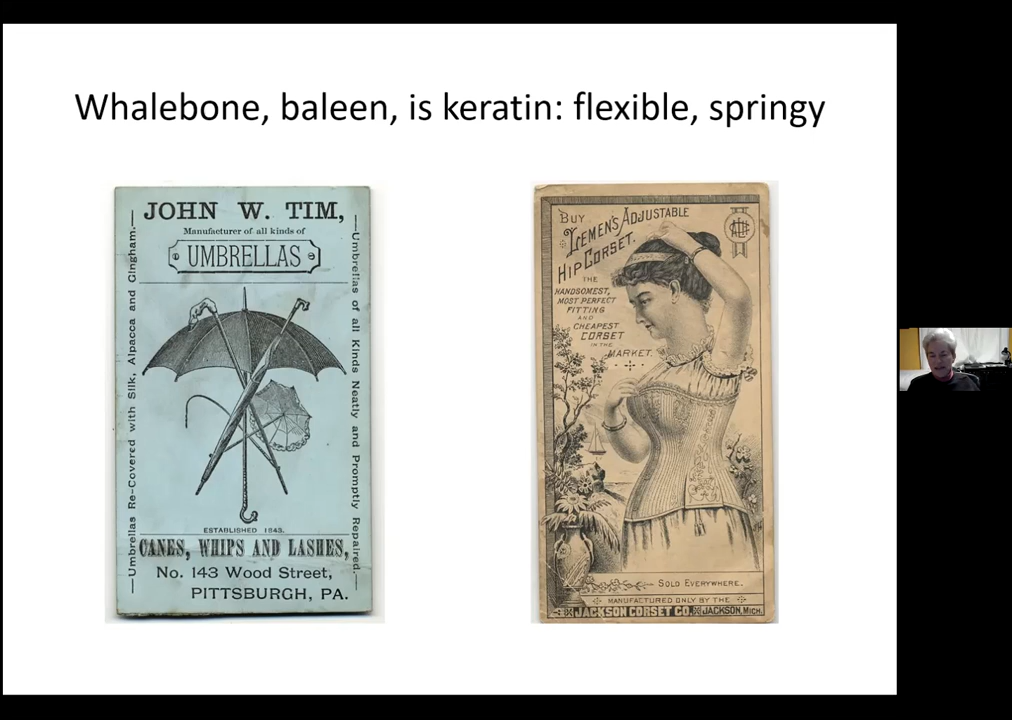 Whalebone, baleen, is keratin: flexible, springy
JOHN W. TIM,
Manufacturer of all kinds of
UMBRELLAS
Umbrellas Re-Covered with Silk, Alpacca and Gingham.
Umbrellas of all Kinds Neatly and Promptly Repaired.
ESTABLISHED 1843.
CANES, WHIPS AND LASHES,
No. 143 Wood Street,
PITTSBURGH, PA.
BUY
ADJUSTABLE
HIP CORSET.
THE
HANDSOMEST,
MOST PERFECT
FITTING
AND
CHEAPEST
CORSET
IN THE
MARKET.
SOLD EVERYWHERE.
MANUFACTURED ONLY BY THE
JACKSON CORSET CO. JACKSON, MICH.